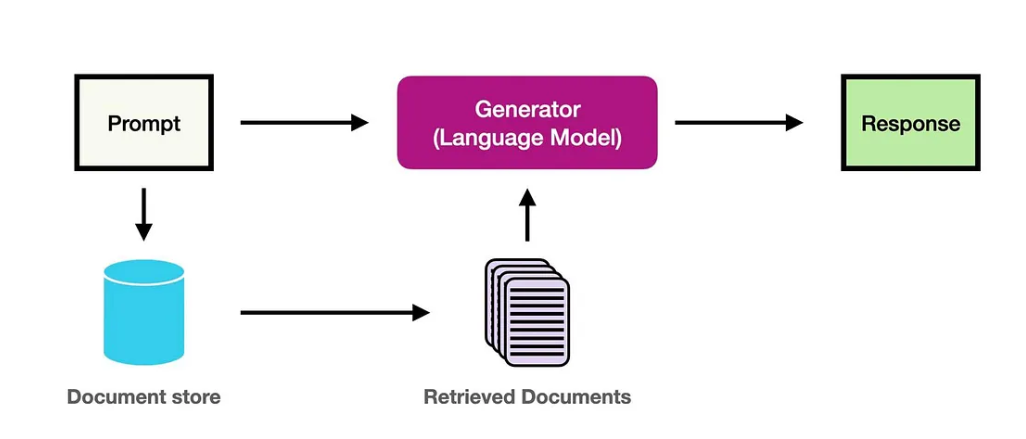 Prompt
Generator
(Language Model)
Response
Document store
Retrieved Documents